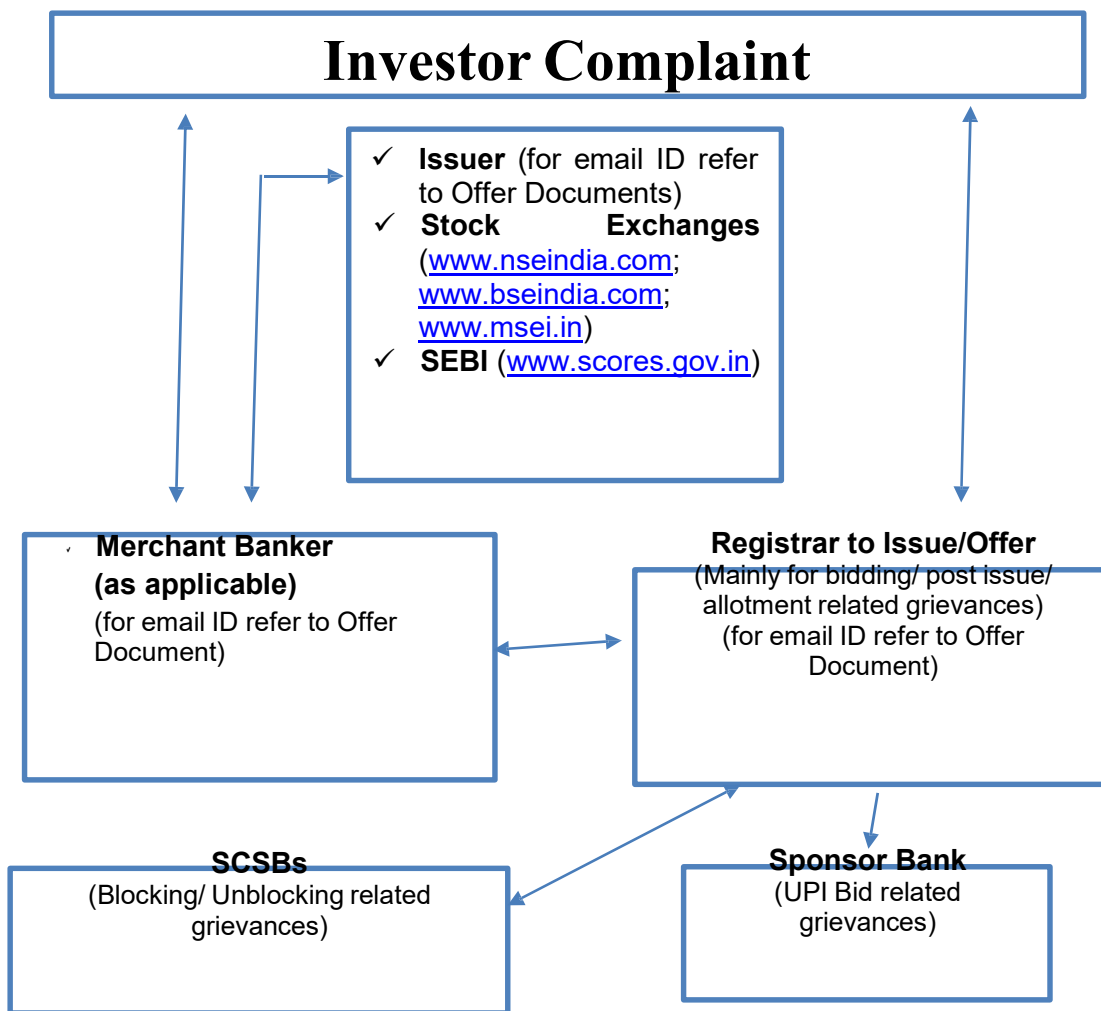 Investor Complaint
✓ Issuer (for email ID refer
to Offer Documents)
✓ Stock Exchanges
(www.nseindia.com;
www.bseindia.com;
www.msei.in)
✓ SEBI (www.scores.gov.in)
✓ Merchant Banker
(as applicable)
(for email ID refer to Offer
Document)
Registrar to Issue/Offer
(Mainly for bidding/ post issue/
allotment related grievances)
(for email ID refer to Offer
Document)
SCSBs
(Blocking/ Unblocking related
grievances)
Sponsor Bank
(UPI Bid related
grievances)